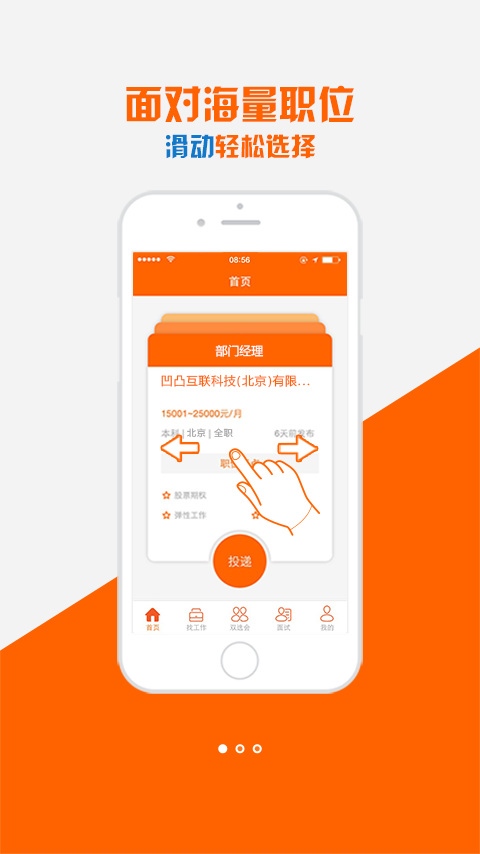 面对海量职位
滑动轻松选择
08:56
首页
部门经理
凹凸互联科技(北京)有限...
15001~25000元/月
本科 | 北京 | 全职
6天前发布
股票期权
弹性工作
投递
首页
找工作
双选会
面试
我的